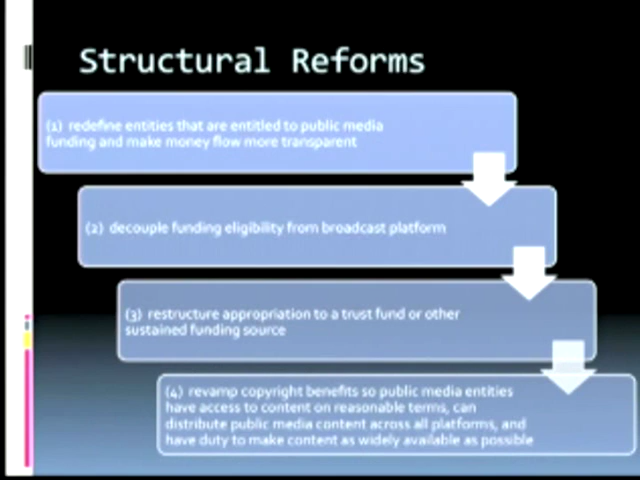 Structural Reforms
(1) redefine entities that are entitled to public media
funding and make money flow more transparent
(2) decouple funding eligibility from broadcast platform
(3) restructure appropriation to a trust fund or other
sustained funding source
(4) revamp copyright benefits so public media entities
have access to content on reasonable terms, can
distribute public media content across all platforms, and
have duty to make content as widely available as possible